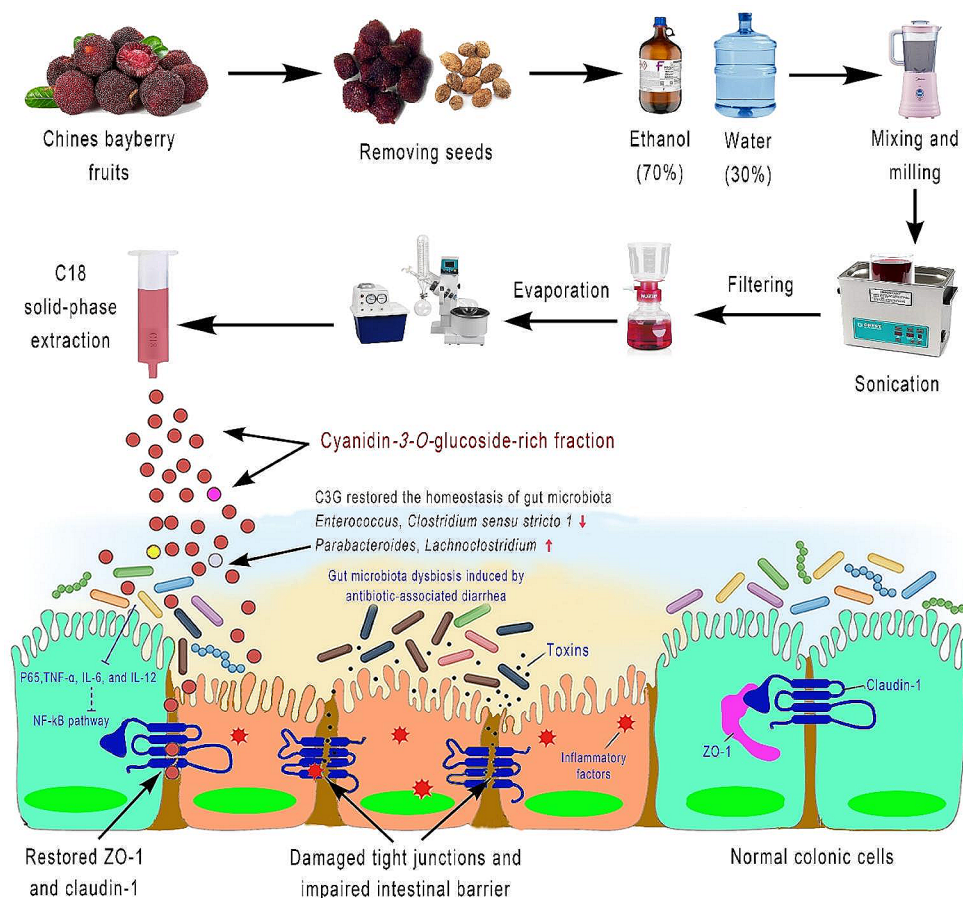 Chines bayberry
fruits
Removing seeds
Ethanol
(70%)
Water
(30%)
Mixing and
milling
C18
solid-phase
extraction
Evaporation
Filtering
Sonication
Cyanidin-3-O-glucoside-rich fraction
C3G restored the homeostasis of gut microbiota
Enterococcus, Clostridium sensu stricto 1 ↓
Parabacteroides, Lachnoclostridium ↑
Gut microbiota dysbiosis induced by
antibiotic-associated diarrhea
Toxins
P65,TNF-α, IL-6, and IL-12
NF-kB pathway
Claudin-1
ZO-1
Inflammatory
factors
Restored ZO-1
and claudin-1
Damaged tight junctions and
impaired intestinal barrier
Normal colonic cells